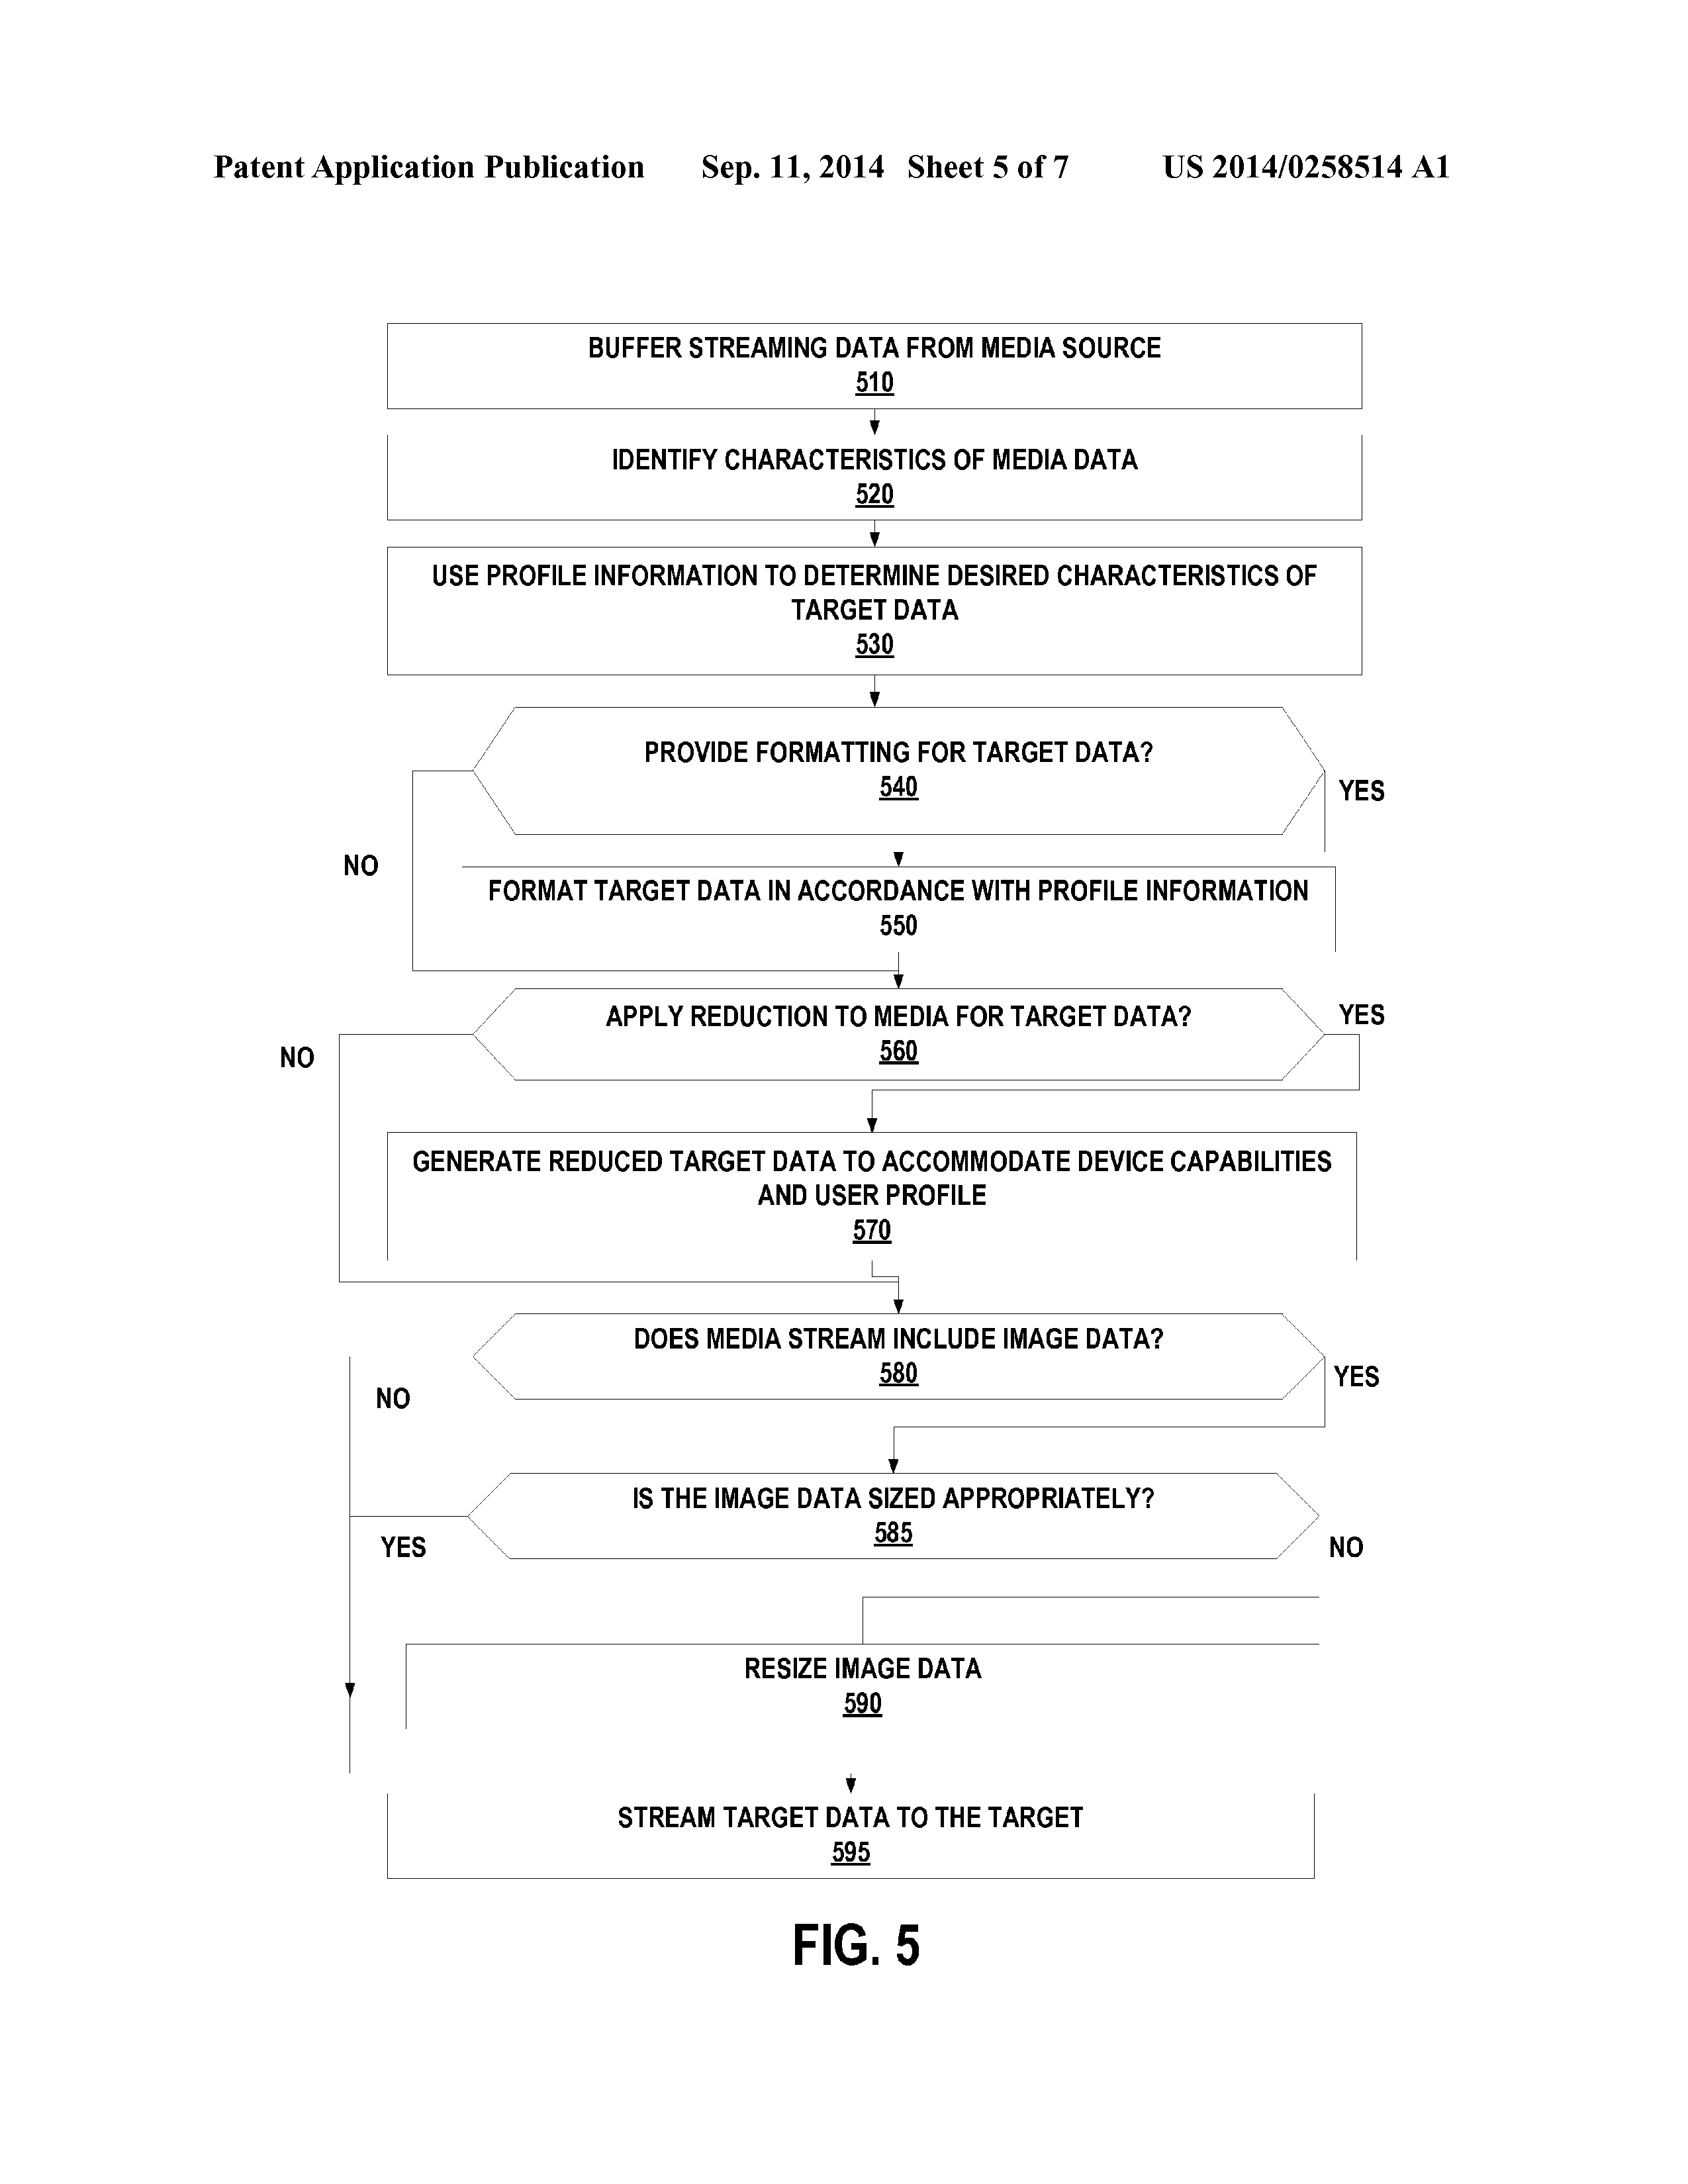 Patent Application Publication Sep. 11, 2014 Sheet 5 of 7 US 2014/0258514 A1
BUFFER STREAMING DATA FROM MEDIA SOURCE
510
IDENTIFY CHARACTERISTICS OF MEDIA DATA
520
USE PROFILE INFORMATION TO DETERMINE DESIRED CHARACTERISTICS OF
TARGET DATA
530
PROVIDE FORMATTING FOR TARGET DATA?
540
YES
NO
FORMAT TARGET DATA IN ACCORDANCE WITH PROFILE INFORMATION
550
APPLY REDUCTION TO MEDIA FOR TARGET DATA?
560
YES
NO
GENERATE REDUCED TARGET DATA TO ACCOMMODATE DEVICE CAPABILITIES
AND USER PROFILE
570
DOES MEDIA STREAM INCLUDE IMAGE DATA?
580
YES
NO
IS THE IMAGE DATA SIZED APPROPRIATELY?
585
YES
NO
RESIZE IMAGE DATA
590
STREAM TARGET DATA TO THE TARGET
595
FIG. 5